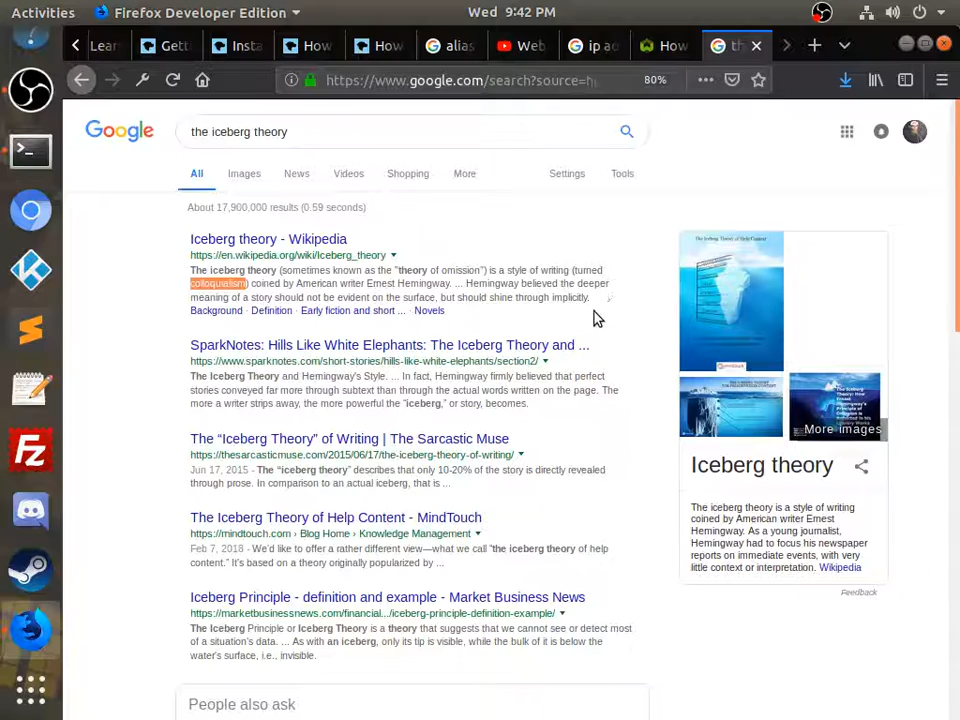 Activities Firefox Developer Edition Wed 9:42 PM
Lear Gett Insta How How alias Web ip ad How th
https://www.google.com/search?source=h 80%
Google the iceberg theory
All Images News Videos Shopping More Settings Tools
About 17,900,000 results (0.59 seconds)
Iceberg theory - Wikipedia
https://en.wikipedia.org/wiki/Iceberg_theory
The iceberg theory (sometimes known as the "theory of omission") is a style of writing (turned
colloquialism) coined by American writer Ernest Hemingway. ... Hemingway believed the deeper
meaning of a story should not be evident on the surface, but should shine through implicitly.
Background · Definition · Early fiction and short ... · Novels
SparkNotes: Hills Like White Elephants: The Iceberg Theory and ...
https://www.sparknotes.com/short-stories/hills-like-white-elephants/section2/
The Iceberg Theory and Hemingway's Style. ... In fact, Hemingway firmly believed that perfect
stories conveyed far more through subtext than through the actual words written on the page. The
more a writer strips away, the more powerful the "iceberg," or story, becomes.
The “Iceberg Theory” of Writing | The Sarcastic Muse
https://thesarcasticmuse.com/2015/06/17/the-iceberg-theory-of-writing/
Jun 17, 2015 - The “iceberg theory” describes that only 10-20% of the story is directly revealed
through prose. In comparison to an actual iceberg, that is ...
The Iceberg Theory of Help Content - MindTouch
https://mindtouch.com › Blog Home › Knowledge Management
Feb 7, 2018 - We'd like to offer a rather different view—what we call "the iceberg theory of help
content." It's based on a theory originally popularized by ...
Iceberg Principle - definition and example - Market Business News
https://marketbusinessnews.com/financial.../iceberg-principle-definition-example/
The Iceberg Principle or Iceberg Theory is a theory that suggests that we cannot see or detect most
of a situation's data. ... As with an iceberg, only its tip is visible, while the bulk of it is below the
water's surface, i.e., invisible.
People also ask
More images
Iceberg theory
The iceberg theory is a style of writing
coined by American writer Ernest
Hemingway. As a young journalist,
Hemingway had to focus his newspaper
reports on immediate events, with very
little context or interpretation. Wikipedia
Feedback